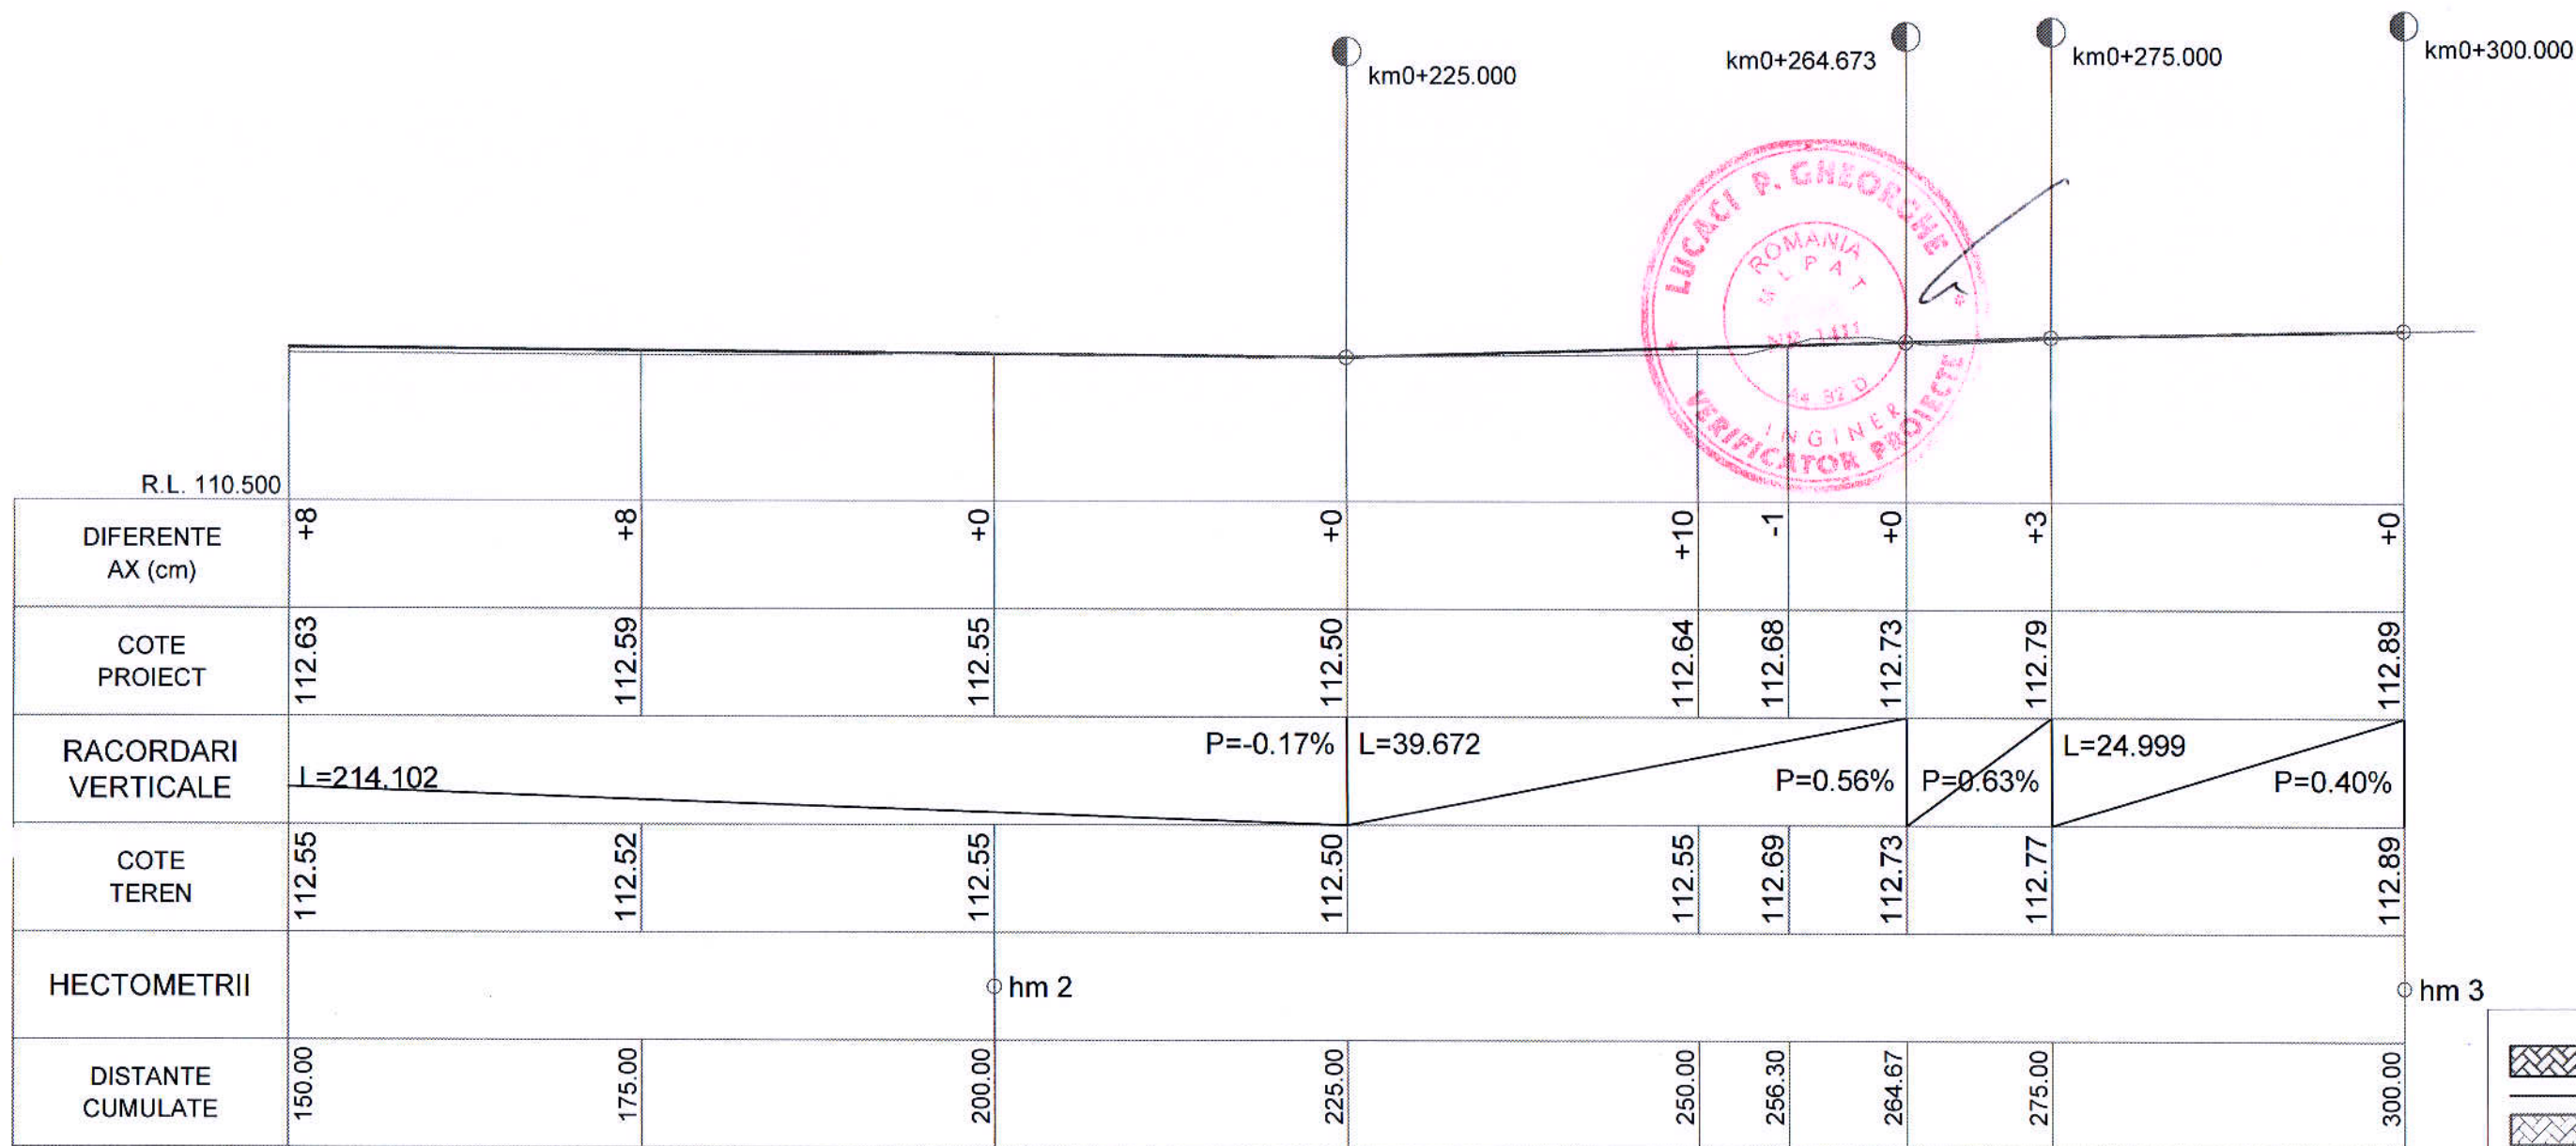 km0+225.000
km0+264.673
km0+275.000
km0+300.000
LUCACI P. GHEORGHE
ROMANIA
M L P A T
INGINER
* VERIFICATOR PROIECTE *
R.L. 110.500
DIFERENTE
AX (cm)
+8 +8 +0 +0 +10 -1 +0 +3 +0
COTE
PROIECT
112.63 112.59 112.55 112.50 112.64 112.68 112.73 112.79 112.89
RACORDARI
VERTICALE
L=214.102 P=-0.17% L=39.672 P=0.56% P=0.63% L=24.999 P=0.40%
COTE
TEREN
112.55 112.52 112.55 112.50 112.55 112.69 112.73 112.77 112.89
HECTOMETRII
hm 2 hm 3
DISTANTE
CUMULATE
150.00 175.00 200.00 225.00 250.00 256.30 264.67 275.00 300.00